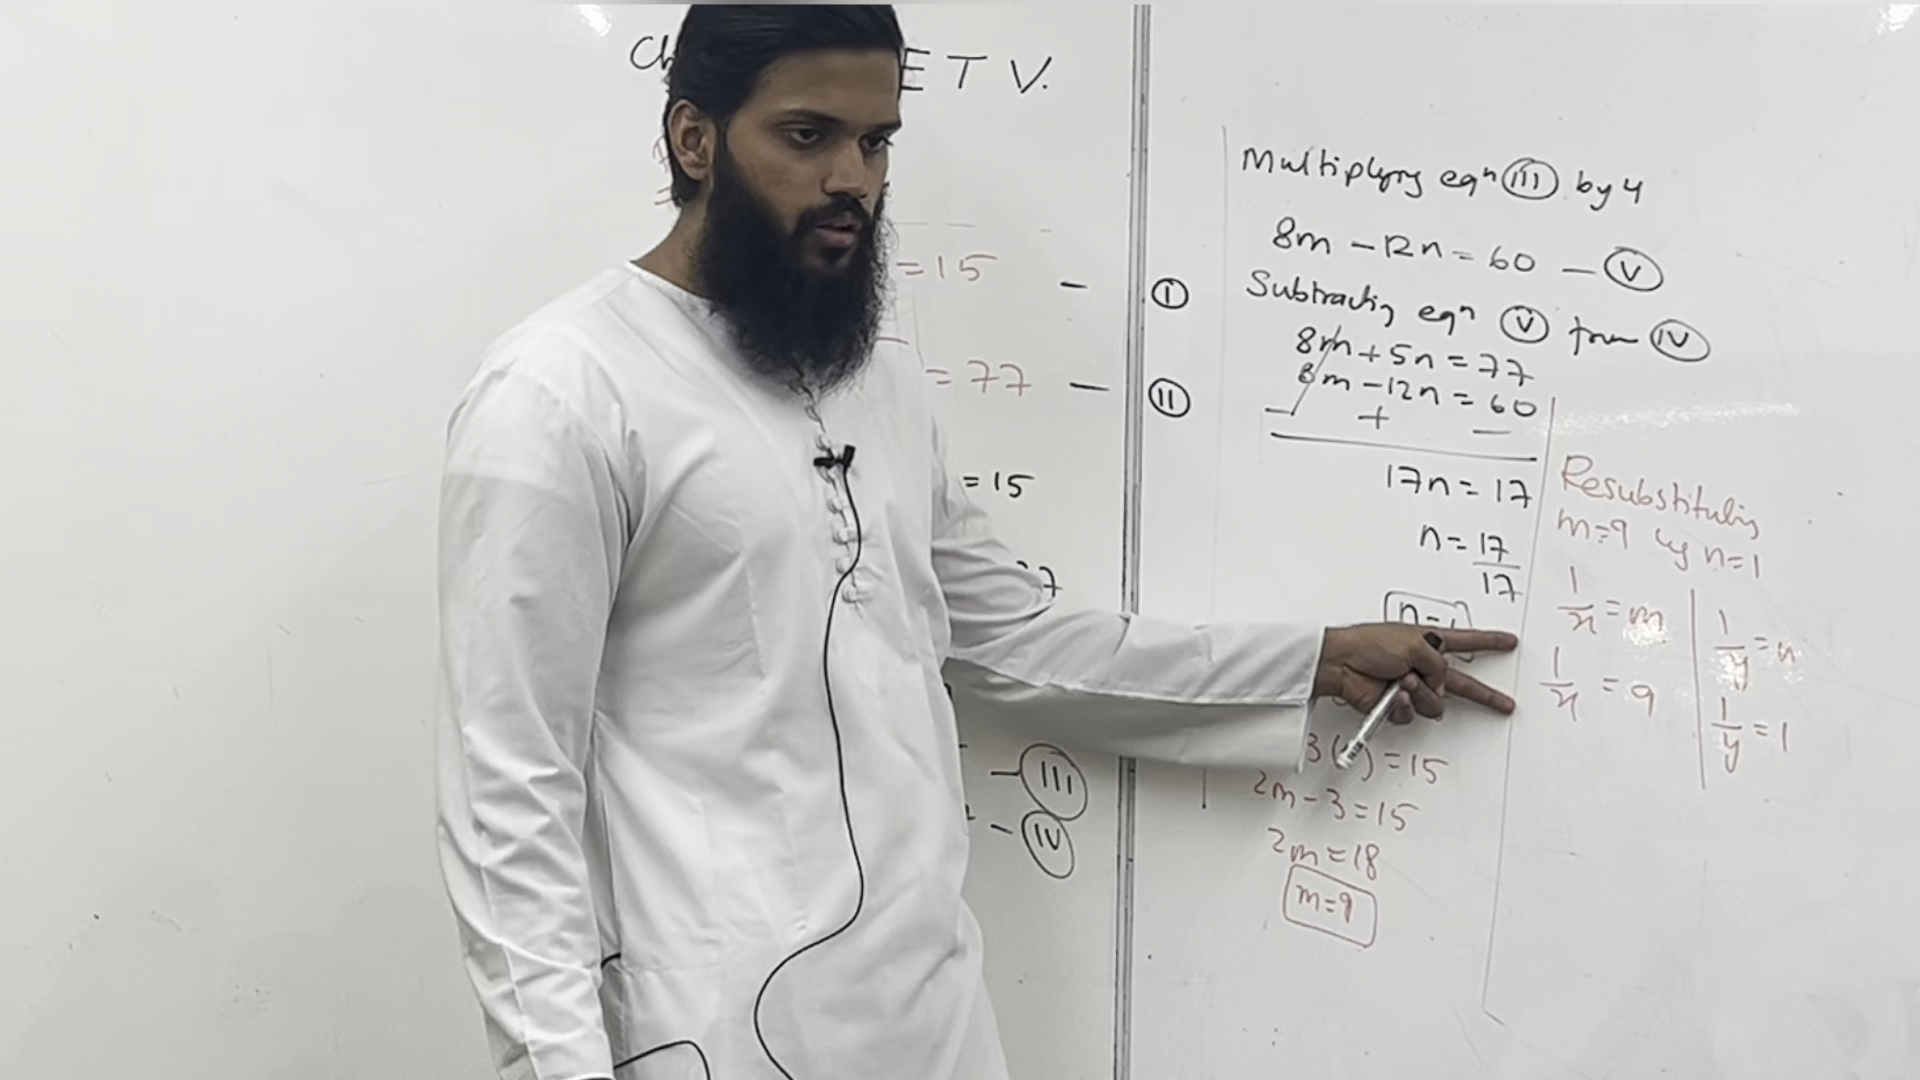 E T V.
= 15 — I
= 77 — II
= 15
7
— III
– IV
Multiplying eqn III by 4
8m – 12n = 60 — V
Subtracting eqn V from IV
8m + 5n = 77
8m – 12n = 60
– + –
17n = 17
n = 17/17
n = 1
3( ) = 15
2m – 3 = 15
2m = 18
m = 9
Resubstituting
m = 9 & n = 1
1/x = m
1/x = 9
1/y = n
1/y = 1